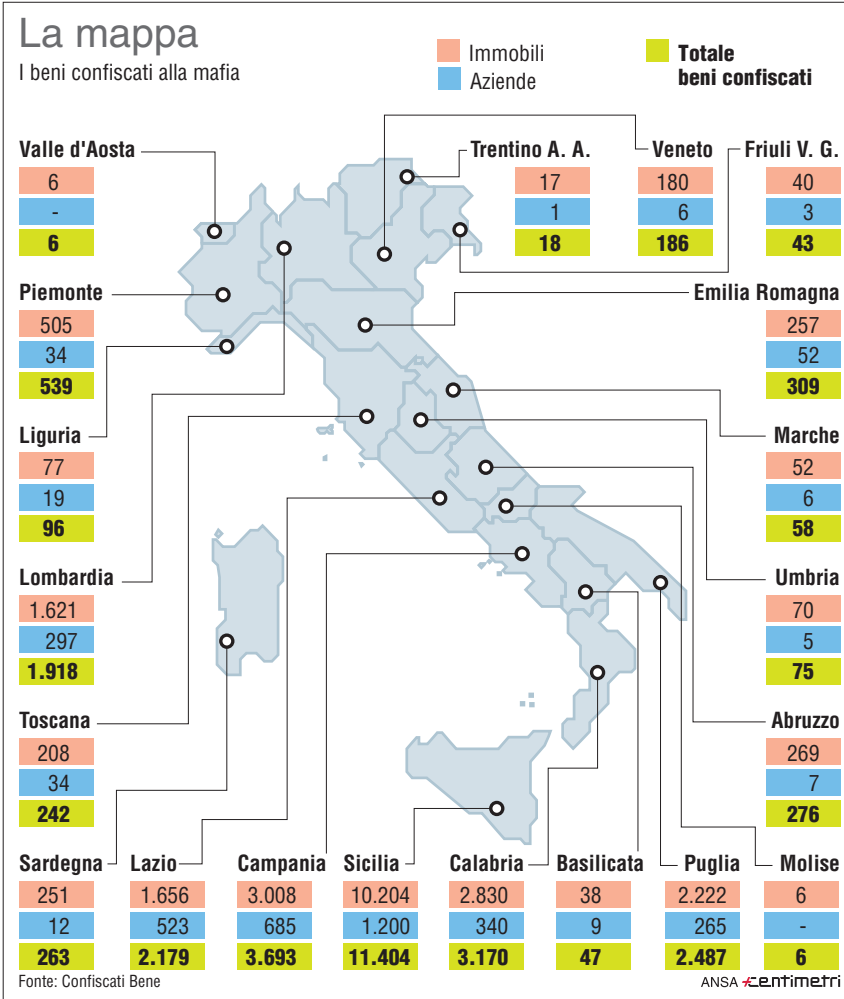 La mappa
I beni confiscati alla mafia
Immobili
Aziende
Totale
beni confiscati
Valle d'Aosta
6
-
6
Trentino A. A.
17
1
18
Veneto
180
6
186
Friuli V. G.
40
3
43
Piemonte
505
34
539
Emilia Romagna
257
52
309
Liguria
77
19
96
Marche
52
6
58
Lombardia
1.621
297
1.918
Umbria
70
5
75
Toscana
208
34
242
Abruzzo
269
7
276
Sardegna
251
12
263
Lazio
1.656
523
2.179
Campania
3.008
685
3.693
Sicilia
10.204
1.200
11.404
Calabria
2.830
340
3.170
Basilicata
38
9
47
Puglia
2.222
265
2.487
Molise
6
-
6
Fonte: Confiscati Bene
ANSA centimetri